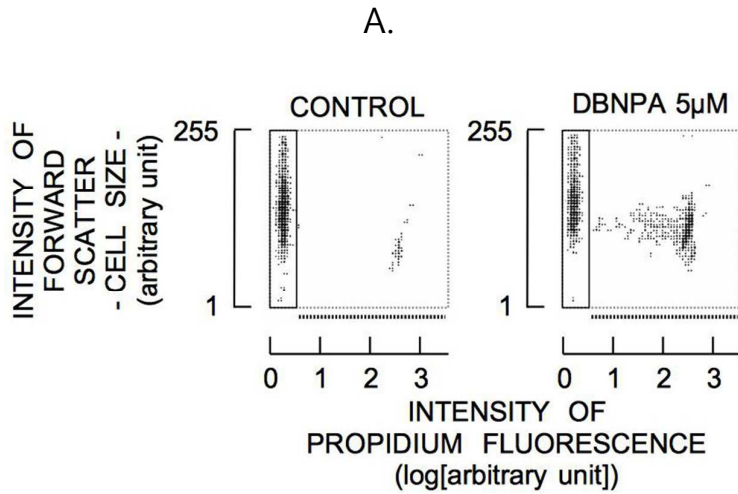 A.
CONTROL
DBNPA 5µM
INTENSITY OF
FORWARD
SCATTER
- CELL SIZE -
(arbitrary unit)
255
1
255
1
0 1 2 3
0 1 2 3
INTENSITY OF
PROPIDIUM FLUORESCENCE
(log[arbitrary unit])